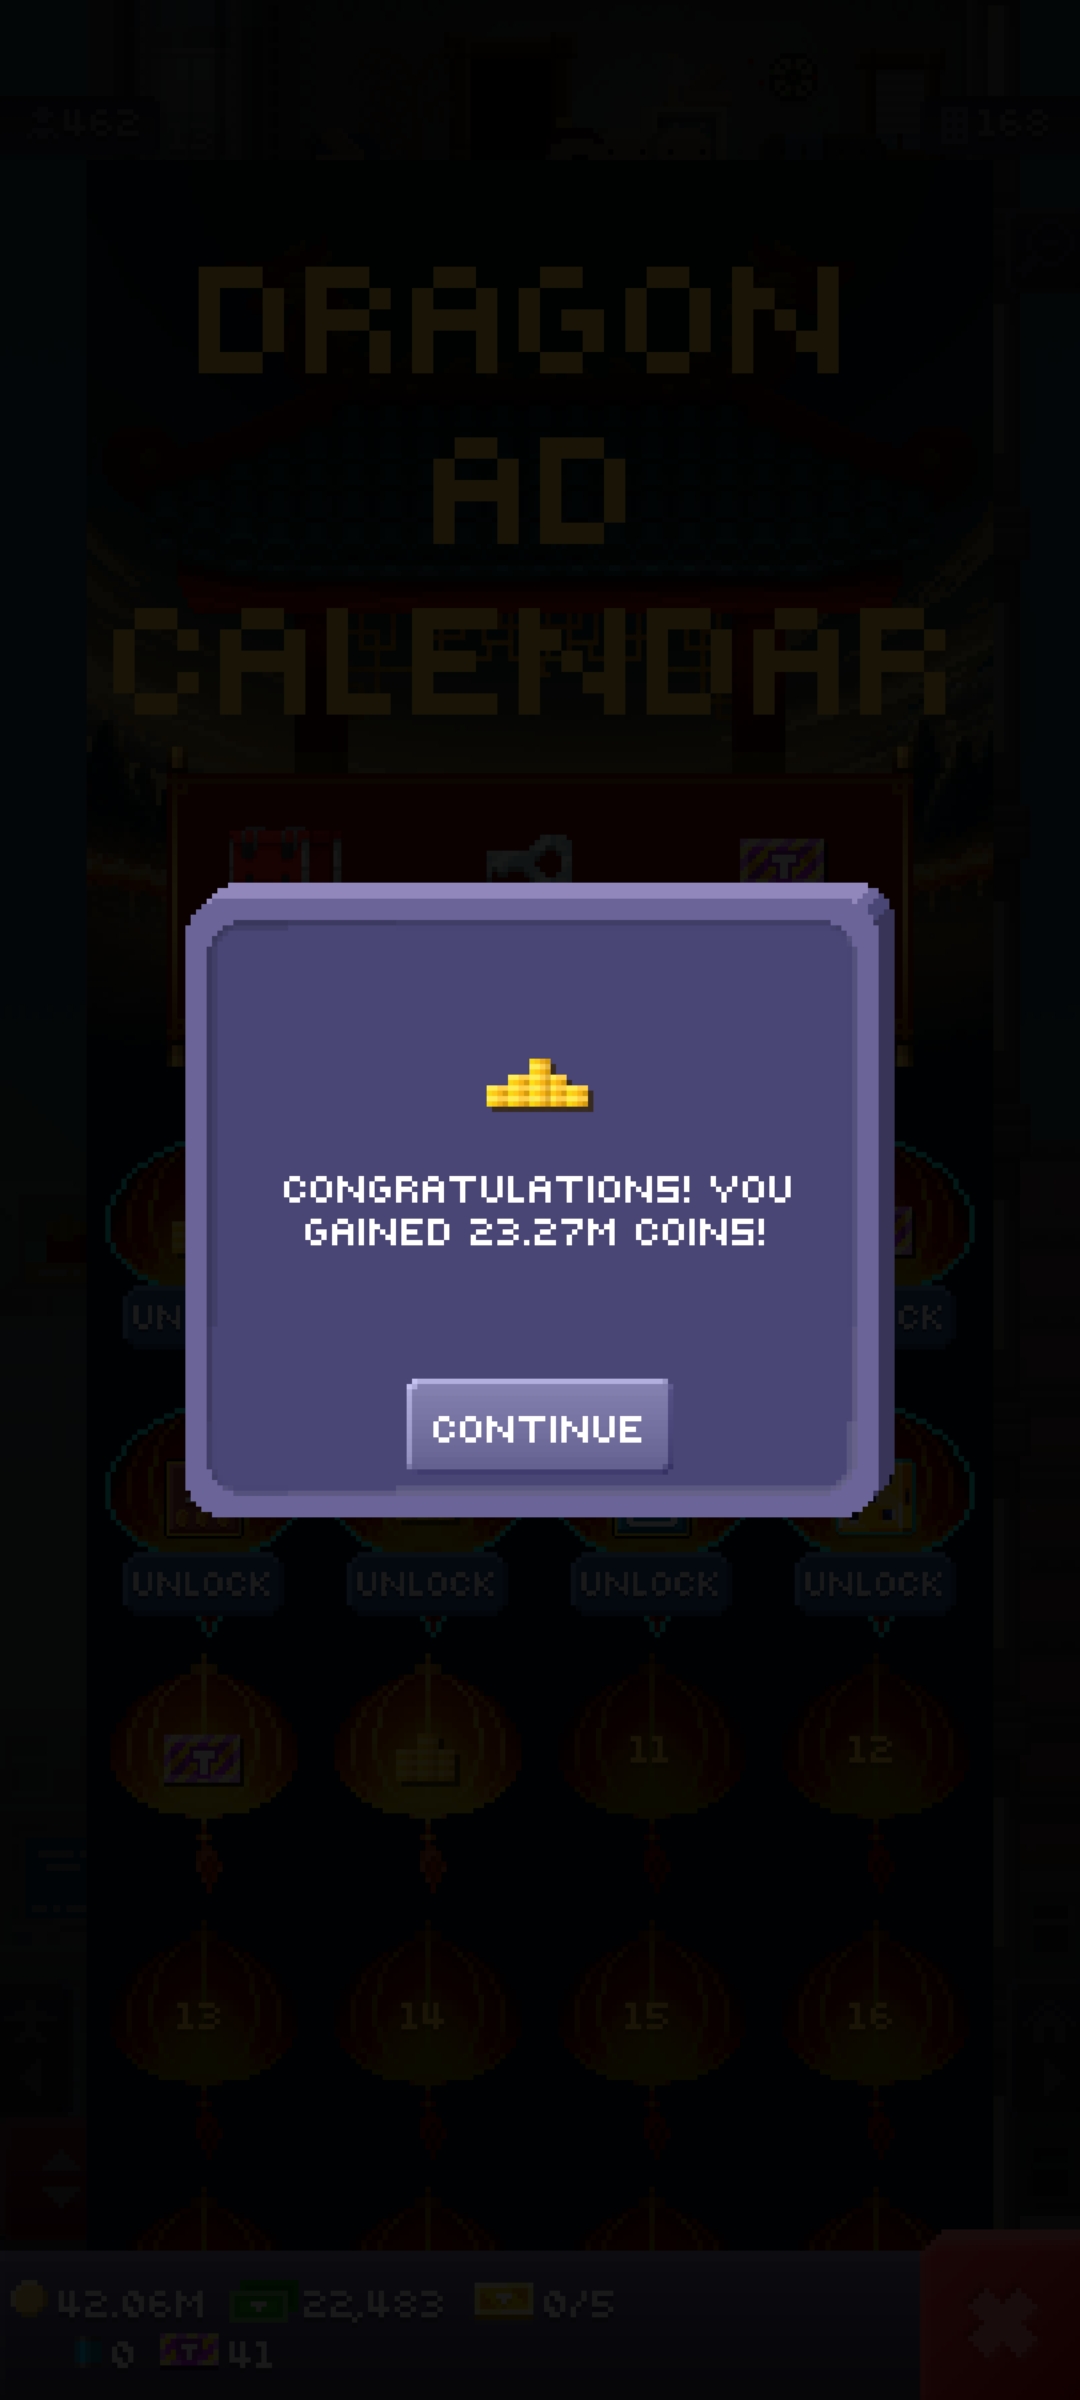 462
168
DRAGON
AD
CALENDAR
CONGRATULATIONS! YOU
GAINED 23.27M COINS!
UN
CK
CONTINUE
UNLOCK UNLOCK UNLOCK UNLOCK
11 12
13 14 15 16
42.06M 22,483 0/5
0 41